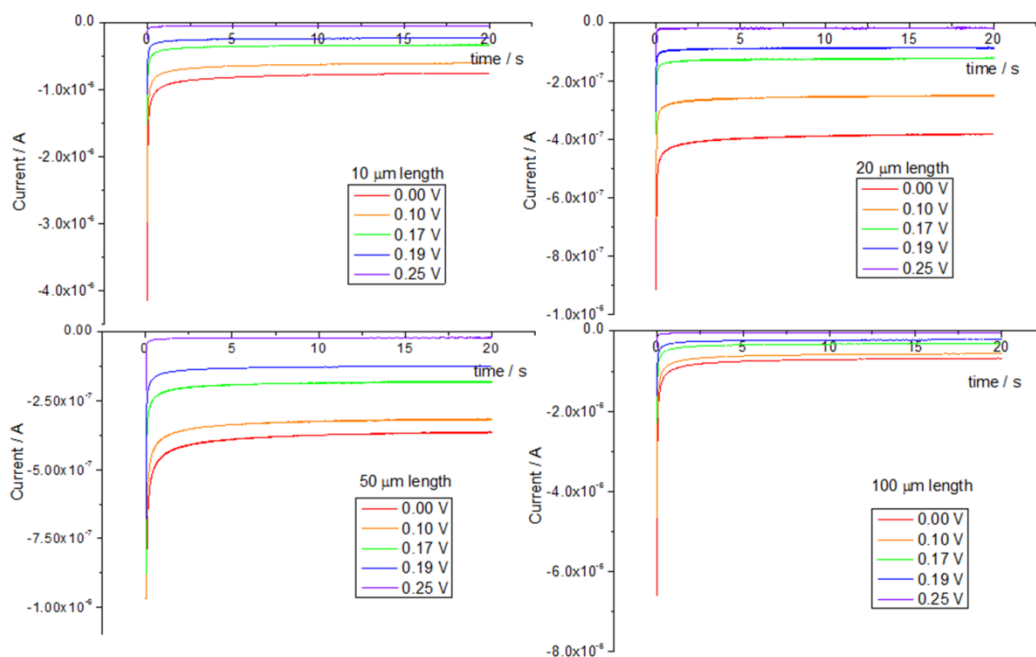 0.0
0 5 10 15 20
time / s
-1.0x10⁻⁶
-2.0x10⁻⁶
-3.0x10⁻⁶
-4.0x10⁻⁶
Current / A
10 μm length
0.00 V
0.10 V
0.17 V
0.19 V
0.25 V
0.0
0 5 10 15 20
time / s
-2.0x10⁻⁷
-4.0x10⁻⁷
-6.0x10⁻⁷
-8.0x10⁻⁷
-1.0x10⁻⁶
Current / A
20 μm length
0.00 V
0.10 V
0.17 V
0.19 V
0.25 V
0.00
0 5 10 15 20
time / s
-2.50x10⁻⁷
-5.00x10⁻⁷
-7.50x10⁻⁷
-1.00x10⁻⁶
Current / A
50 μm length
0.00 V
0.10 V
0.17 V
0.19 V
0.25 V
0.0
0 5 10 15 20
time / s
-2.0x10⁻⁶
-4.0x10⁻⁶
-6.0x10⁻⁶
-8.0x10⁻⁶
Current / A
100 μm length
0.00 V
0.10 V
0.17 V
0.19 V
0.25 V